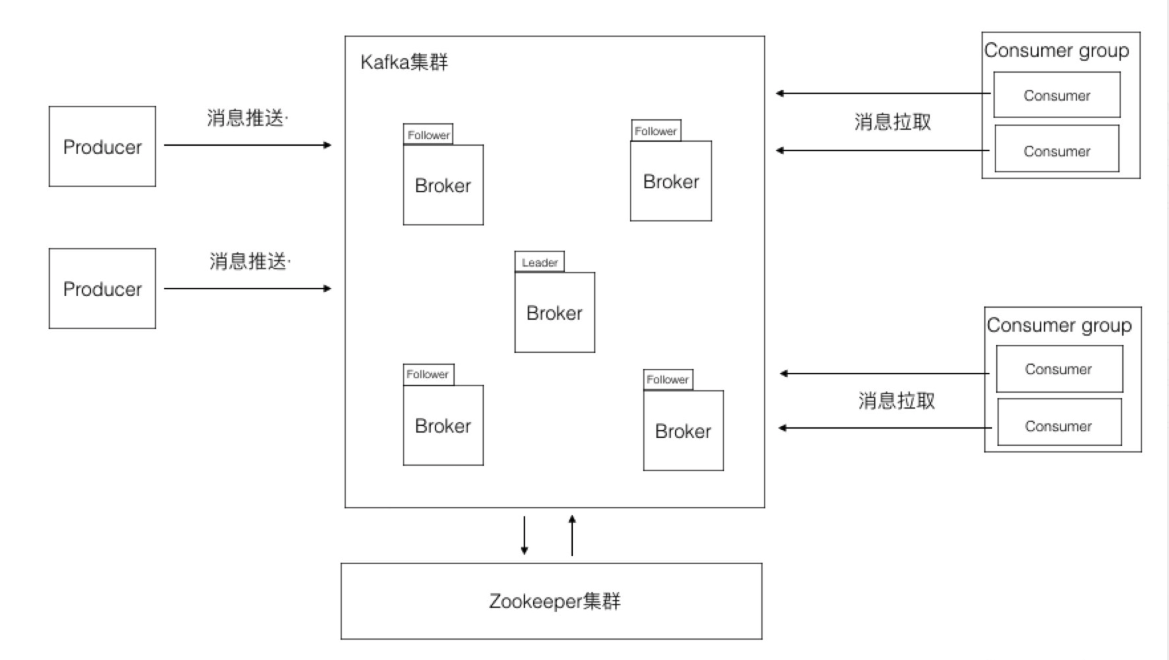 Kafka集群
Producer
消息推送·
Producer
消息推送·
Follower
Broker
Follower
Broker
Leader
Broker
Follower
Broker
Follower
Broker
Consumer group
Consumer
Consumer
消息拉取
Consumer group
Consumer
Consumer
消息拉取
Zookeeper集群